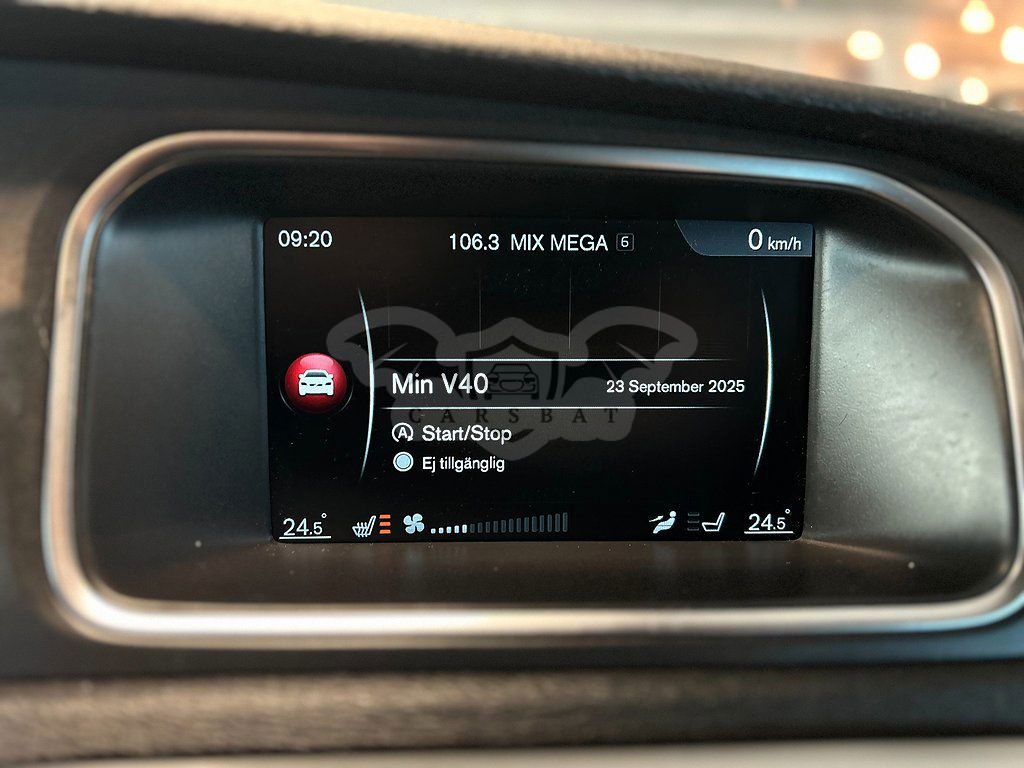 09:20
106.3 MIX MEGA 6
0 km/h
Min V40
23 September 2025
CARSBAT
A Start/Stop
Ej tillgänglig
24.5°
24.5°